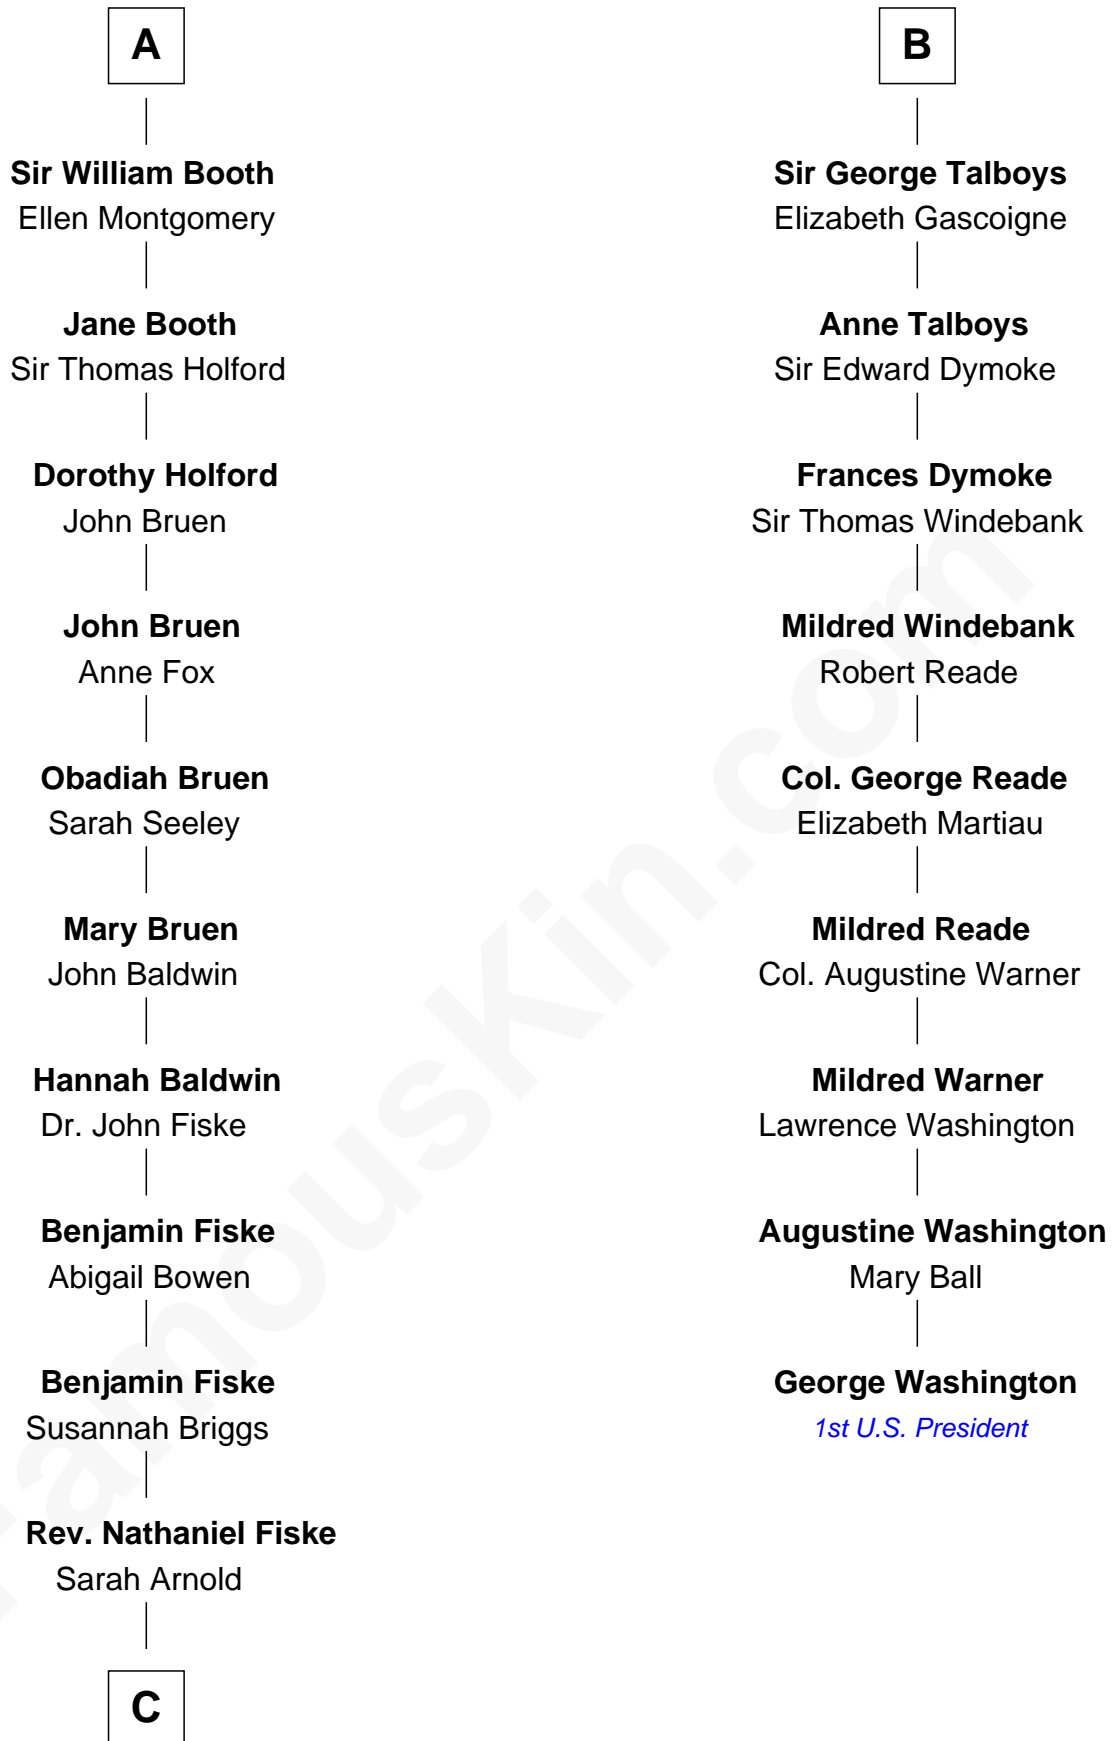 A
Sir William Booth
Ellen Montgomery
Jane Booth
Sir Thomas Holford
Dorothy Holford
John Bruen
John Bruen
Anne Fox
Obadiah Bruen
Sarah Seeley
Mary Bruen
John Baldwin
Hannah Baldwin
Dr. John Fiske
Benjamin Fiske
Abigail Bowen
Benjamin Fiske
Susannah Briggs
Rev. Nathaniel Fiske
Sarah Arnold
C
B
Sir George Talboys
Elizabeth Gascoigne
Anne Talboys
Sir Edward Dymoke
Frances Dymoke
Sir Thomas Windebank
Mildred Windebank
Robert Reade
Col. George Reade
Elizabeth Martiau
Mildred Reade
Col. Augustine Warner
Mildred Warner
Lawrence Washington
Augustine Washington
Mary Ball
George Washington
1st U.S. President
FamousKin.com